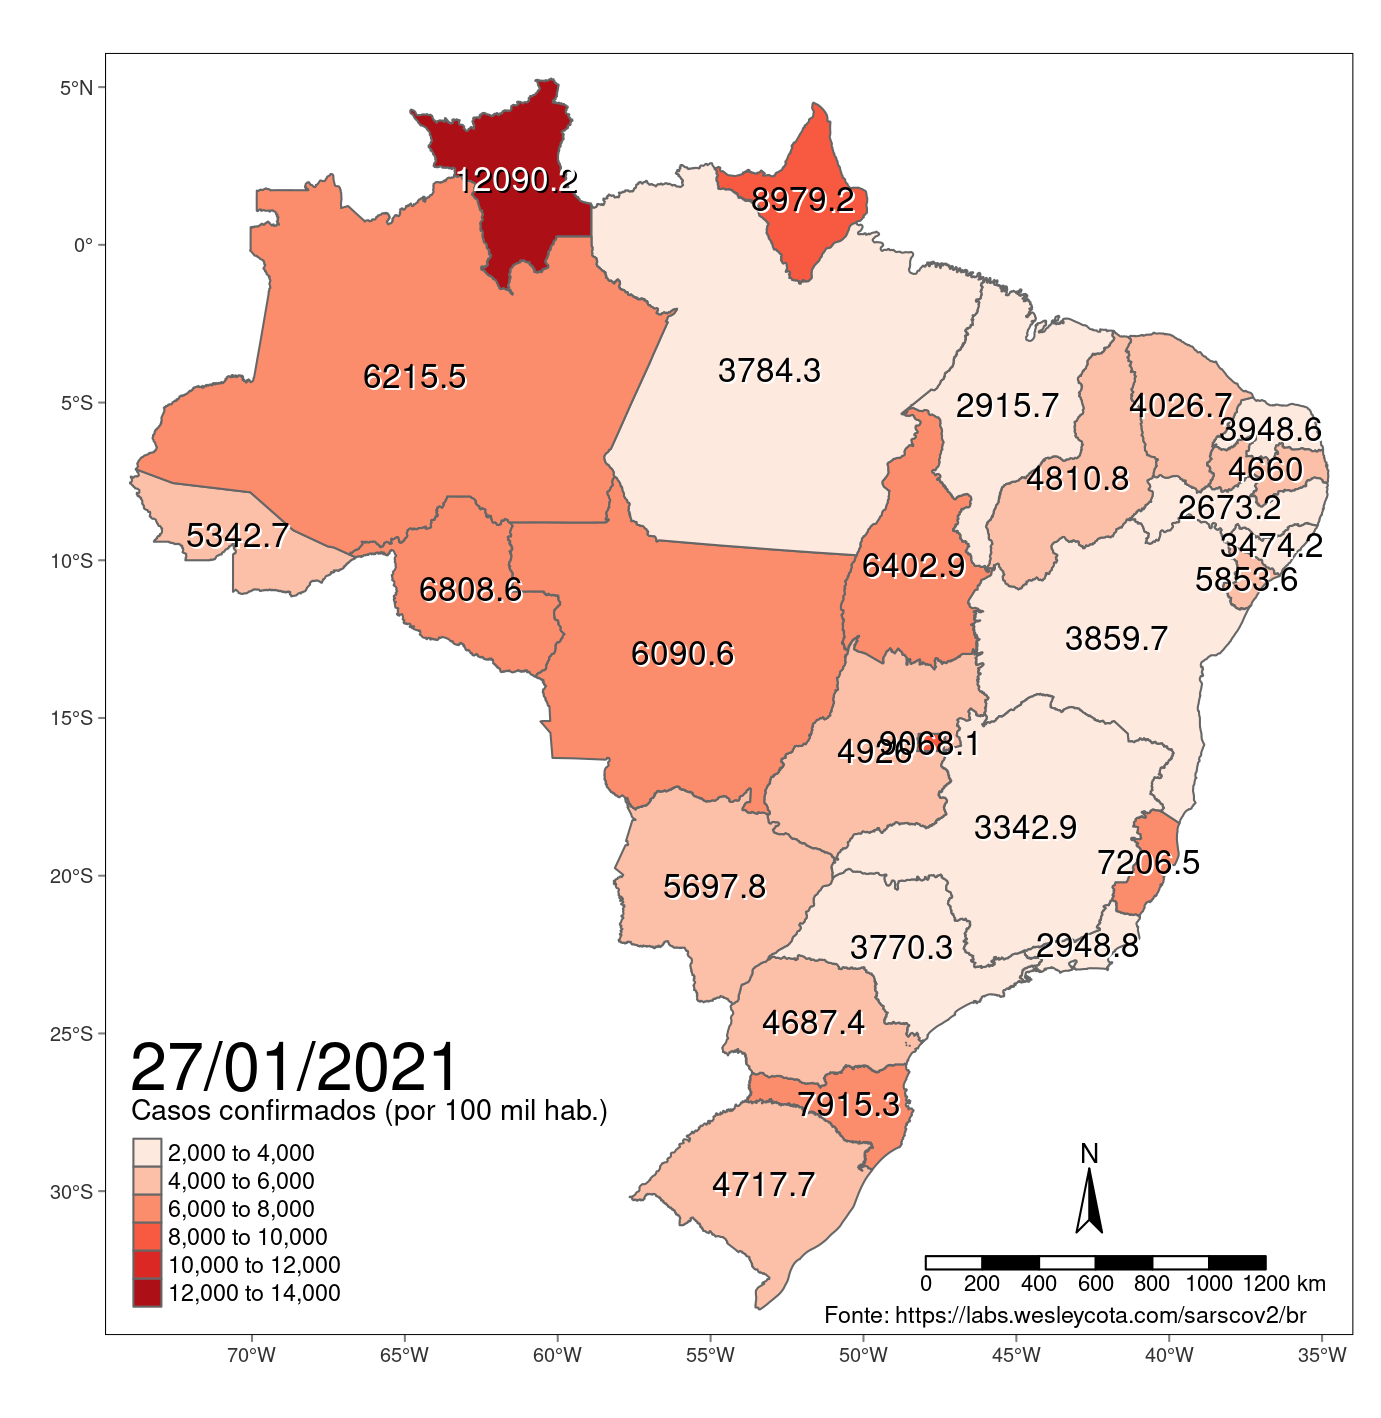 5°N
0°
5°S
10°S
15°S
20°S
25°S
30°S
12090.2
8979.2
6215.5
3784.3
2915.7
4026.7
3948.6
4660
4810.8
2673.2
3474.2
5853.6
5342.7
6808.6
6402.9
6090.6
3859.7
4926
9068.1
3342.9
7206.5
5697.8
3770.3
2948.8
4687.4
7915.3
4717.7
27/01/2021
Casos confirmados (por 100 mil hab.)
2,000 to 4,000
4,000 to 6,000
6,000 to 8,000
8,000 to 10,000
10,000 to 12,000
12,000 to 14,000
N
0 200 400 600 800 1000 1200 km
Fonte: https://labs.wesleycota.com/sarscov2/br
70°W 65°W 60°W 55°W 50°W 45°W 40°W 35°W